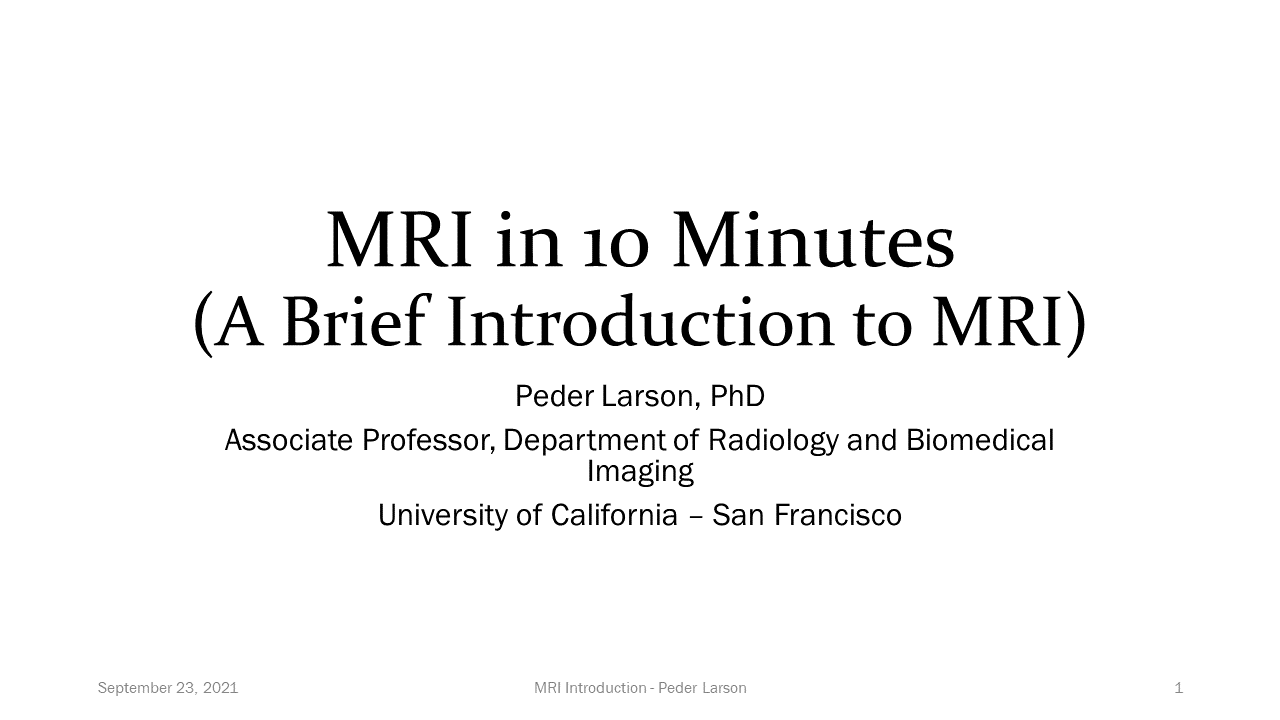 MRI in 10 Minutes
(A Brief Introduction to MRI)
Peder Larson, PhD
Associate Professor, Department of Radiology and Biomedical
Imaging
University of California – San Francisco
September 23, 2021
MRI Introduction - Peder Larson
1